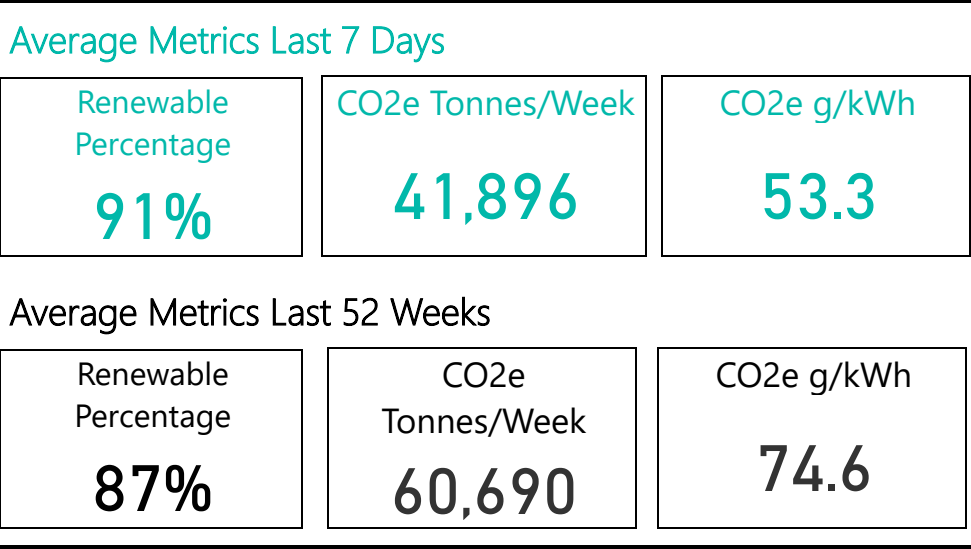 Average Metrics Last 7 Days
Renewable
Percentage
91%
CO2e Tonnes/Week
41,896
CO2e g/kWh
53.3
Average Metrics Last 52 Weeks
Renewable
Percentage
87%
CO2e
Tonnes/Week
60,690
CO2e g/kWh
74.6